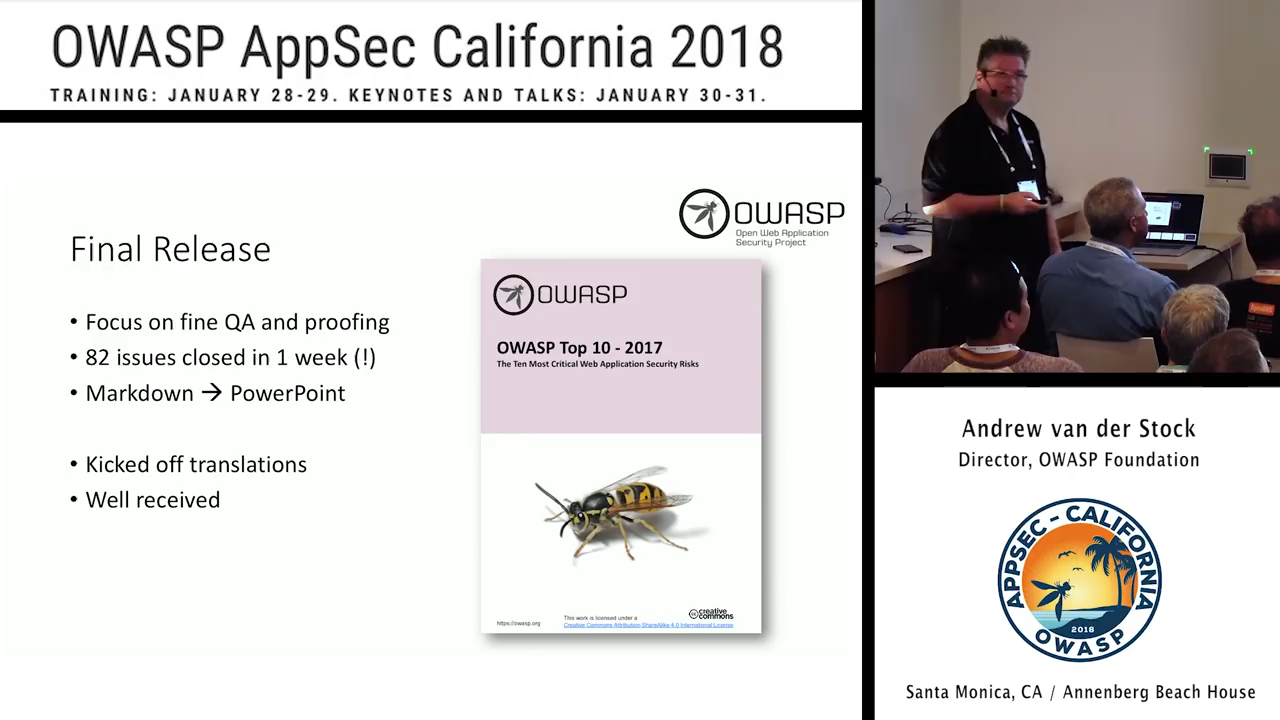 OWASP AppSec California 2018
TRAINING: JANUARY 28-29. KEYNOTES AND TALKS: JANUARY 30-31.
OWASP
Open Web Application
Security Project
Final Release
• Focus on fine QA and proofing
• 82 issues closed in 1 week (!)
• Markdown → PowerPoint
• Kicked off translations
• Well received
OWASP
OWASP Top 10 - 2017
The Ten Most Critical Web Application Security Risks
https://owasp.org
This work is licensed under a
Creative Commons Attribution-ShareAlike 4.0 International License
cc creative commons
Andrew van der Stock
Director, OWASP Foundation
APPSEC - CALIFORNIA
2018
OWASP
Santa Monica, CA / Annenberg Beach House